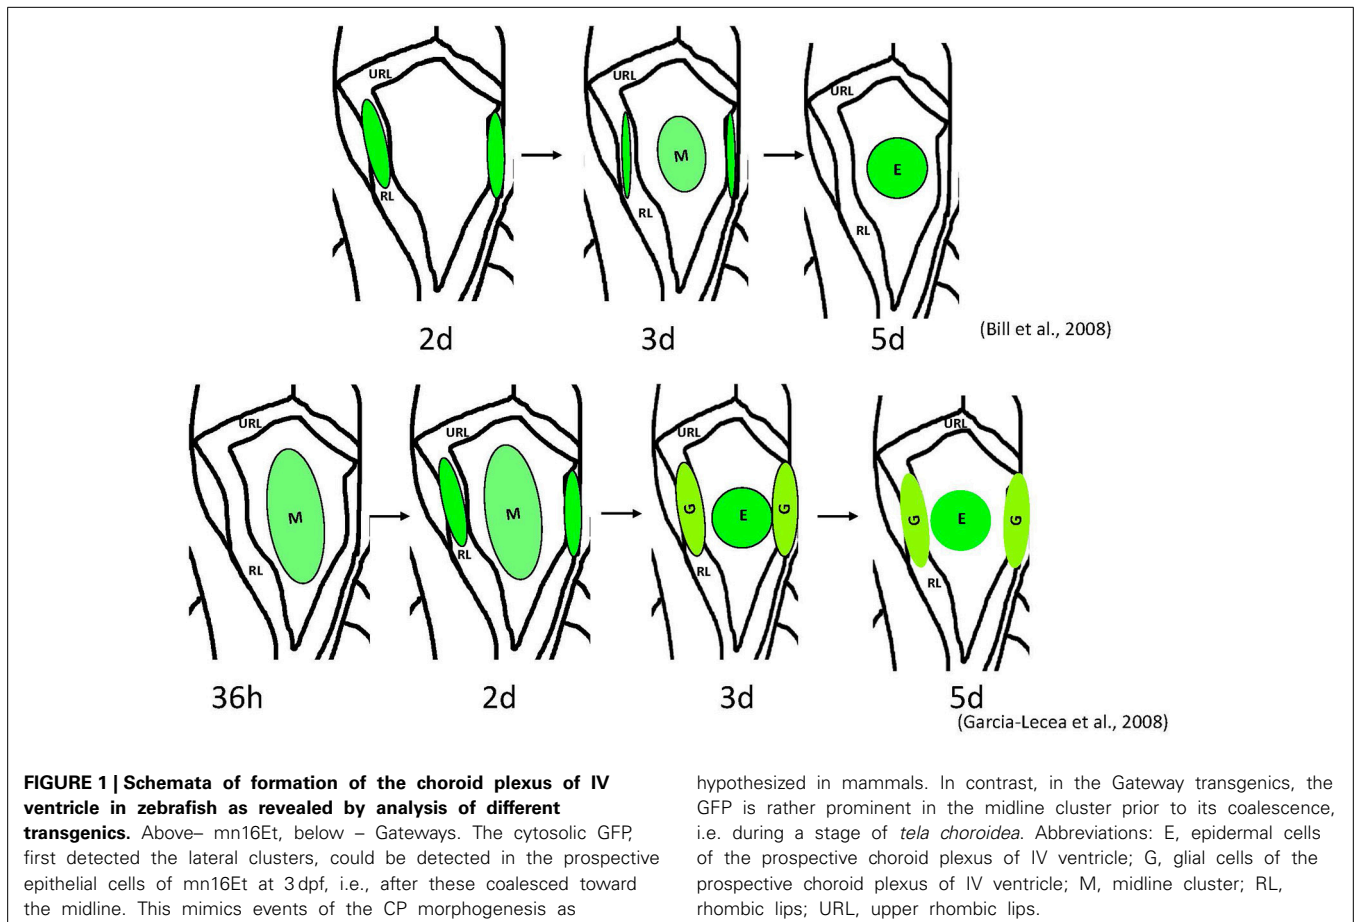 URL
RL
URL
M
RL
URL
E
RL
2d
3d
5d
(Bill et al., 2008)
URL
M
RL
URL
M
RL
URL
G
E
G
RL
URL
G
E
G
RL
36h
2d
3d
5d
(Garcia-Lecea et al., 2008)
FIGURE 1 | Schemata of formation of the choroid plexus of IV
ventricle in zebrafish as revealed by analysis of different
transgenics. Above– mn16Et, below – Gateways. The cytosolic GFP,
first detected the lateral clusters, could be detected in the prospective
epithelial cells of mn16Et at 3 dpf, i.e., after these coalesced toward
the midline. This mimics events of the CP morphogenesis as
hypothesized in mammals. In contrast, in the Gateway transgenics, the
GFP is rather prominent in the midline cluster prior to its coalescence,
i.e. during a stage of tela choroidea. Abbreviations: E, epidermal cells
of the prospective choroid plexus of IV ventricle; G, glial cells of the
prospective choroid plexus of IV ventricle; M, midline cluster; RL,
rhombic lips; URL, upper rhombic lips.